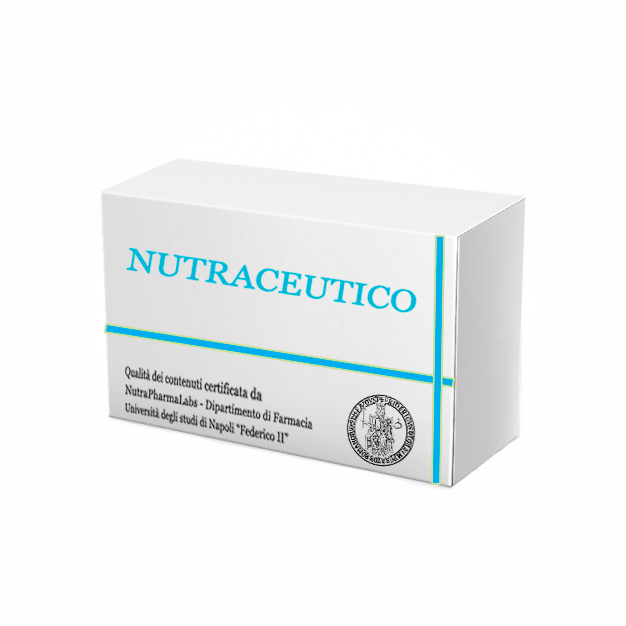 NUTRACEUTICO
Qualità dei contenuti certificata da
NutraPharmaLabs - Dipartimento di Farmacia
Università degli studi di Napoli "Federico II"